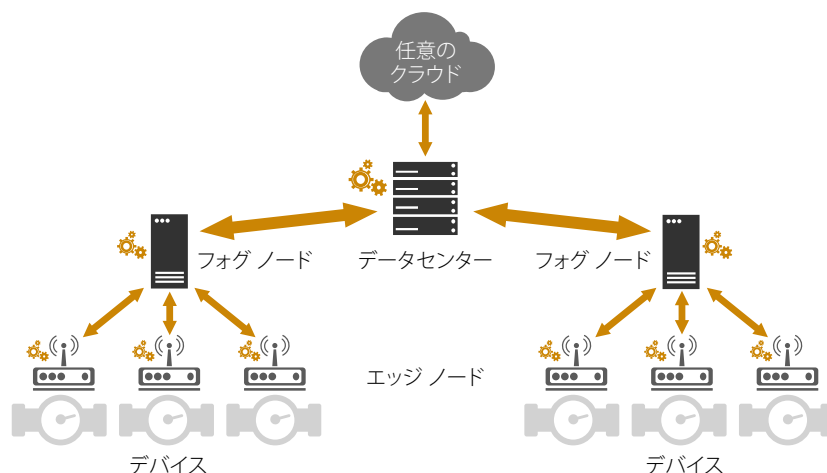 任意の
クラウド
フォグ ノード
データセンター
フォグ ノード
エッジ ノード
デバイス
デバイス